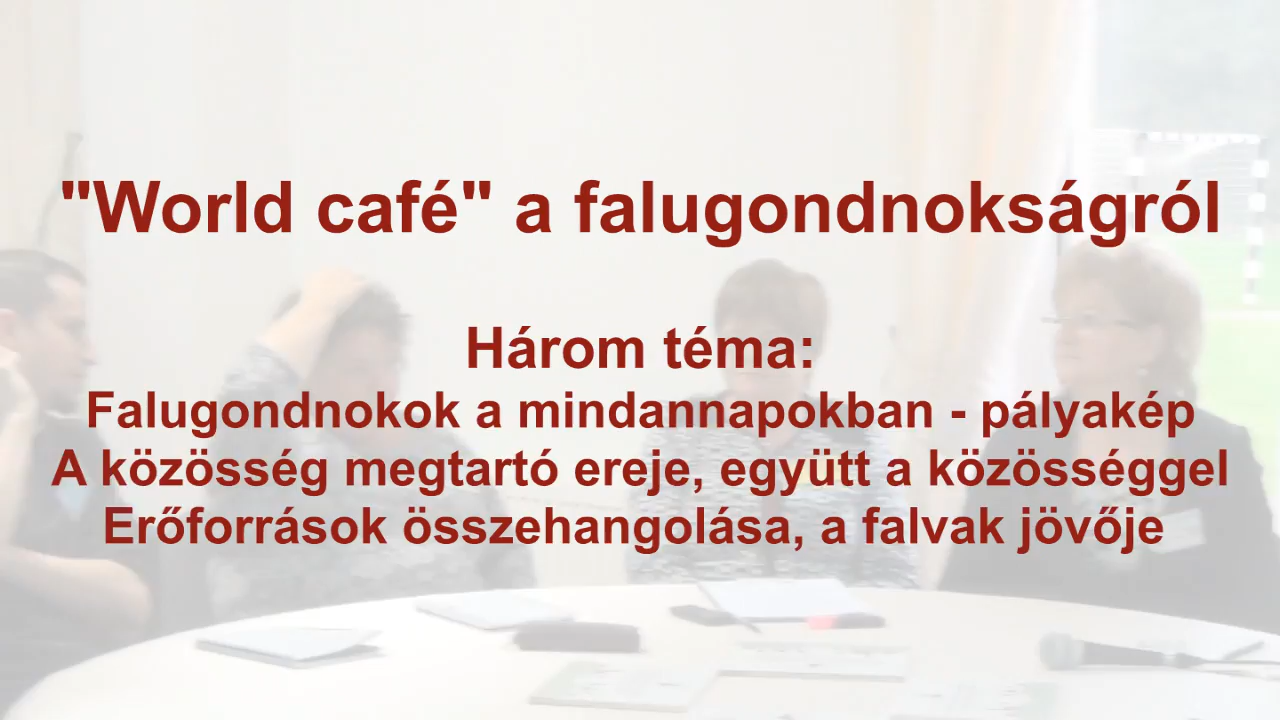 "World café" a falugondnokságról
Három téma:
Falugondnokok a mindannapokban - pályakép
A közösség megtartó ereje, együtt a közösséggel
Erőforrások összehangolása, a falvak jövője